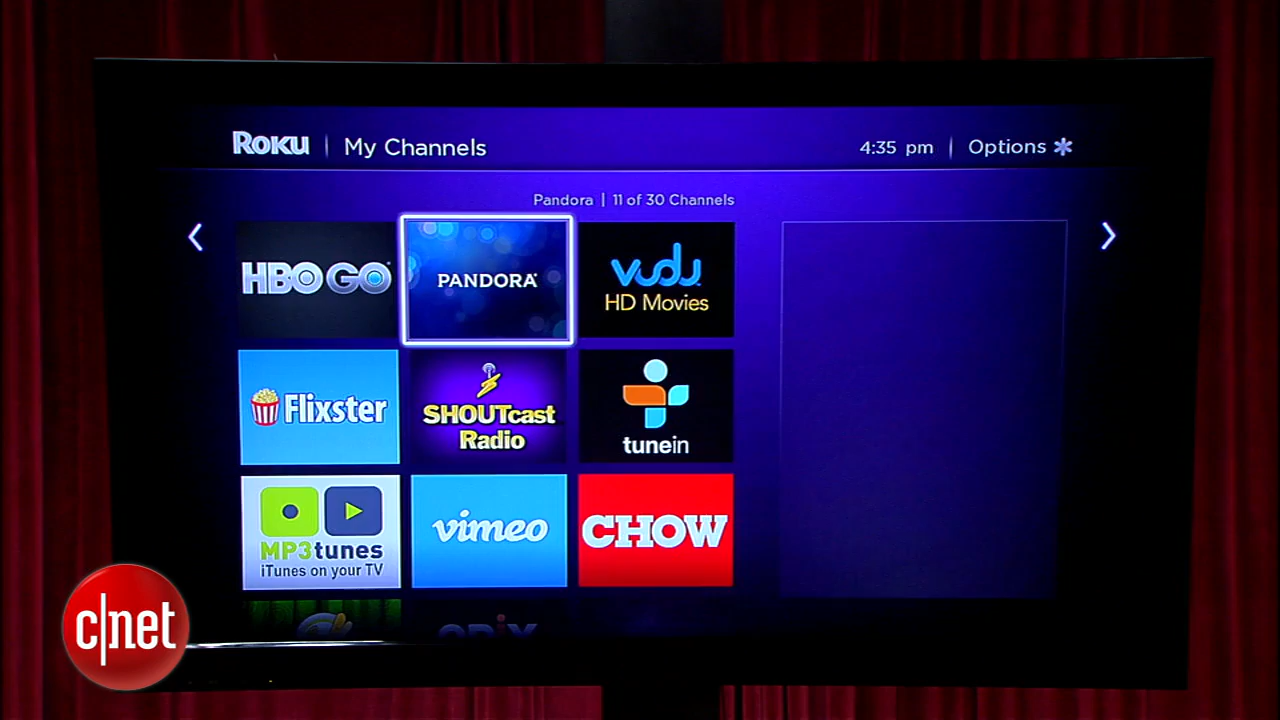 ROKU | My Channels
4:35 pm | Options *
Pandora | 11 of 30 Channels
HBO GO
PANDORA
vudu
HD Movies
Flixster
SHOUTcast
Radio
tunein
MP3tunes
iTunes on your TV
vimeo
CHOW
c|net